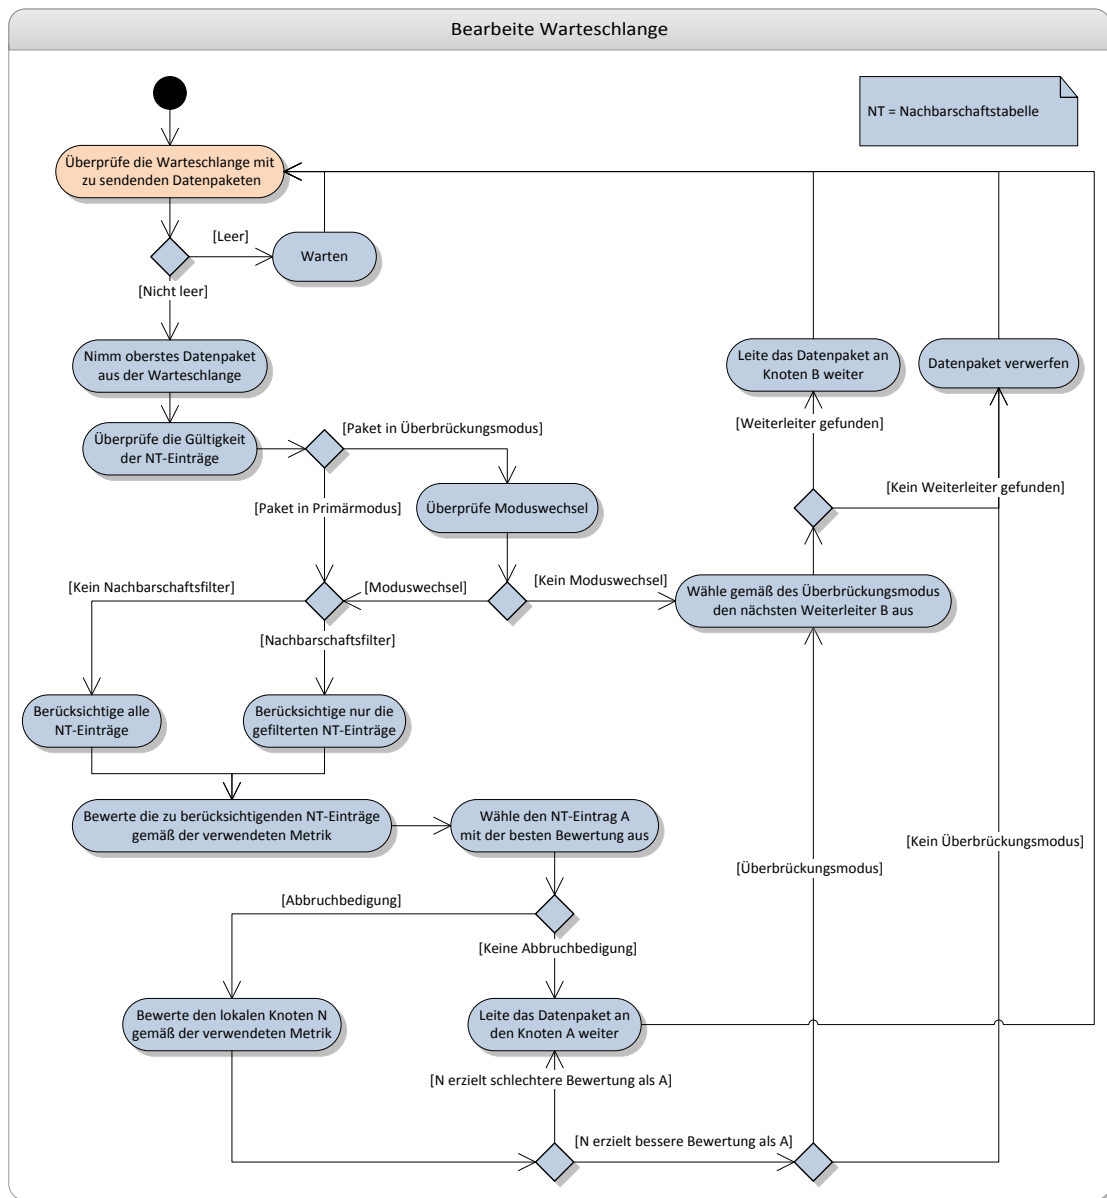 Bearbeite Warteschlange
NT = Nachbarschaftstabelle
Überprüfe die Warteschlange mit
zu sendenden Datenpaketen
[Leer]
Warten
[Nicht leer]
Nimm oberstes Datenpaket
aus der Warteschlange
Leite das Datenpaket an
Knoten B weiter
Datenpaket verwerfen
Überprüfe die Gültigkeit
der NT-Einträge
[Paket in Überbrückungsmodus]
[Weiterleiter gefunden]
[Kein Weiterleiter gefunden]
[Paket in Primärmodus]
Überprüfe Moduswechsel
[Kein Nachbarschaftsfilter]
[Moduswechsel]
[Kein Moduswechsel]
Wähle gemäß des Überbrückungsmodus
den nächsten Weiterleiter B aus
[Nachbarschaftsfilter]
Berücksichtige alle
NT-Einträge
Berücksichtige nur die
gefilterten NT-Einträge
Bewerte die zu berücksichtigenden NT-Einträge
gemäß der verwendeten Metrik
Wähle den NT-Eintrag A
mit der besten Bewertung aus
[Kein Überbrückungsmodus]
[Überbrückungsmodus]
[Abbruchbedigung]
[Keine Abbruchbedigung]
Bewerte den lokalen Knoten N
gemäß der verwendeten Metrik
Leite das Datenpaket an
den Knoten A weiter
[N erzielt schlechtere Bewertung als A]
[N erzielt bessere Bewertung als A]